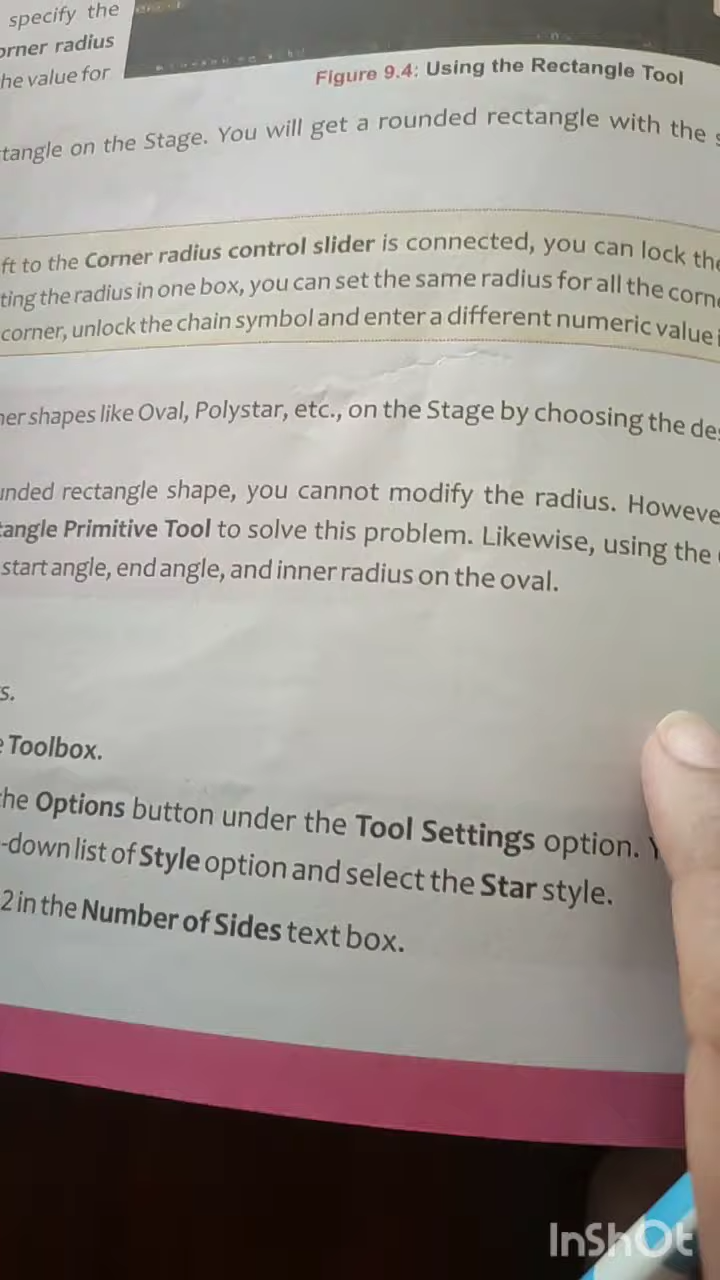 specify the
orner radius
he value for
Figure 9.4: Using the Rectangle Tool
tangle on the Stage. You will get a rounded rectangle with the s
ft to the Corner radius control slider is connected, you can lock the
ting the radius in one box, you can set the same radius for all the corne
corner, unlock the chain symbol and enter a different numeric value i
her shapes like Oval, Polystar, etc., on the Stage by choosing the des
unded rectangle shape, you cannot modify the radius. Howeve
tangle Primitive Tool to solve this problem. Likewise, using the
start angle, end angle, and inner radius on the oval.
s.
e Toolbox.
the Options button under the Tool Settings option. Y
-down list of Style option and select the Star style.
2 in the Number of Sides text box.
InShOt